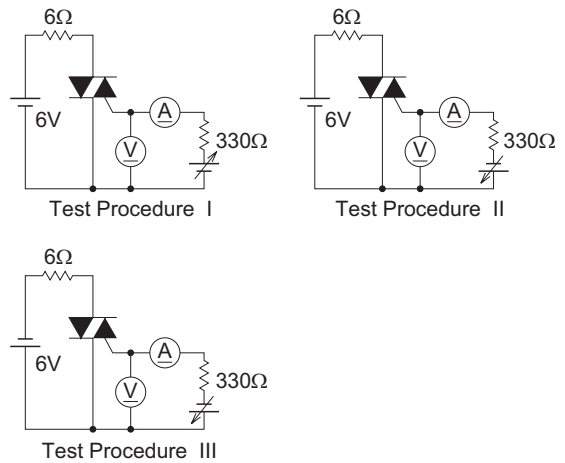 6Ω
6V
A
V
330Ω
Test Procedure I
6Ω
6V
A
V
330Ω
Test Procedure II
6Ω
6V
A
V
330Ω
Test Procedure III